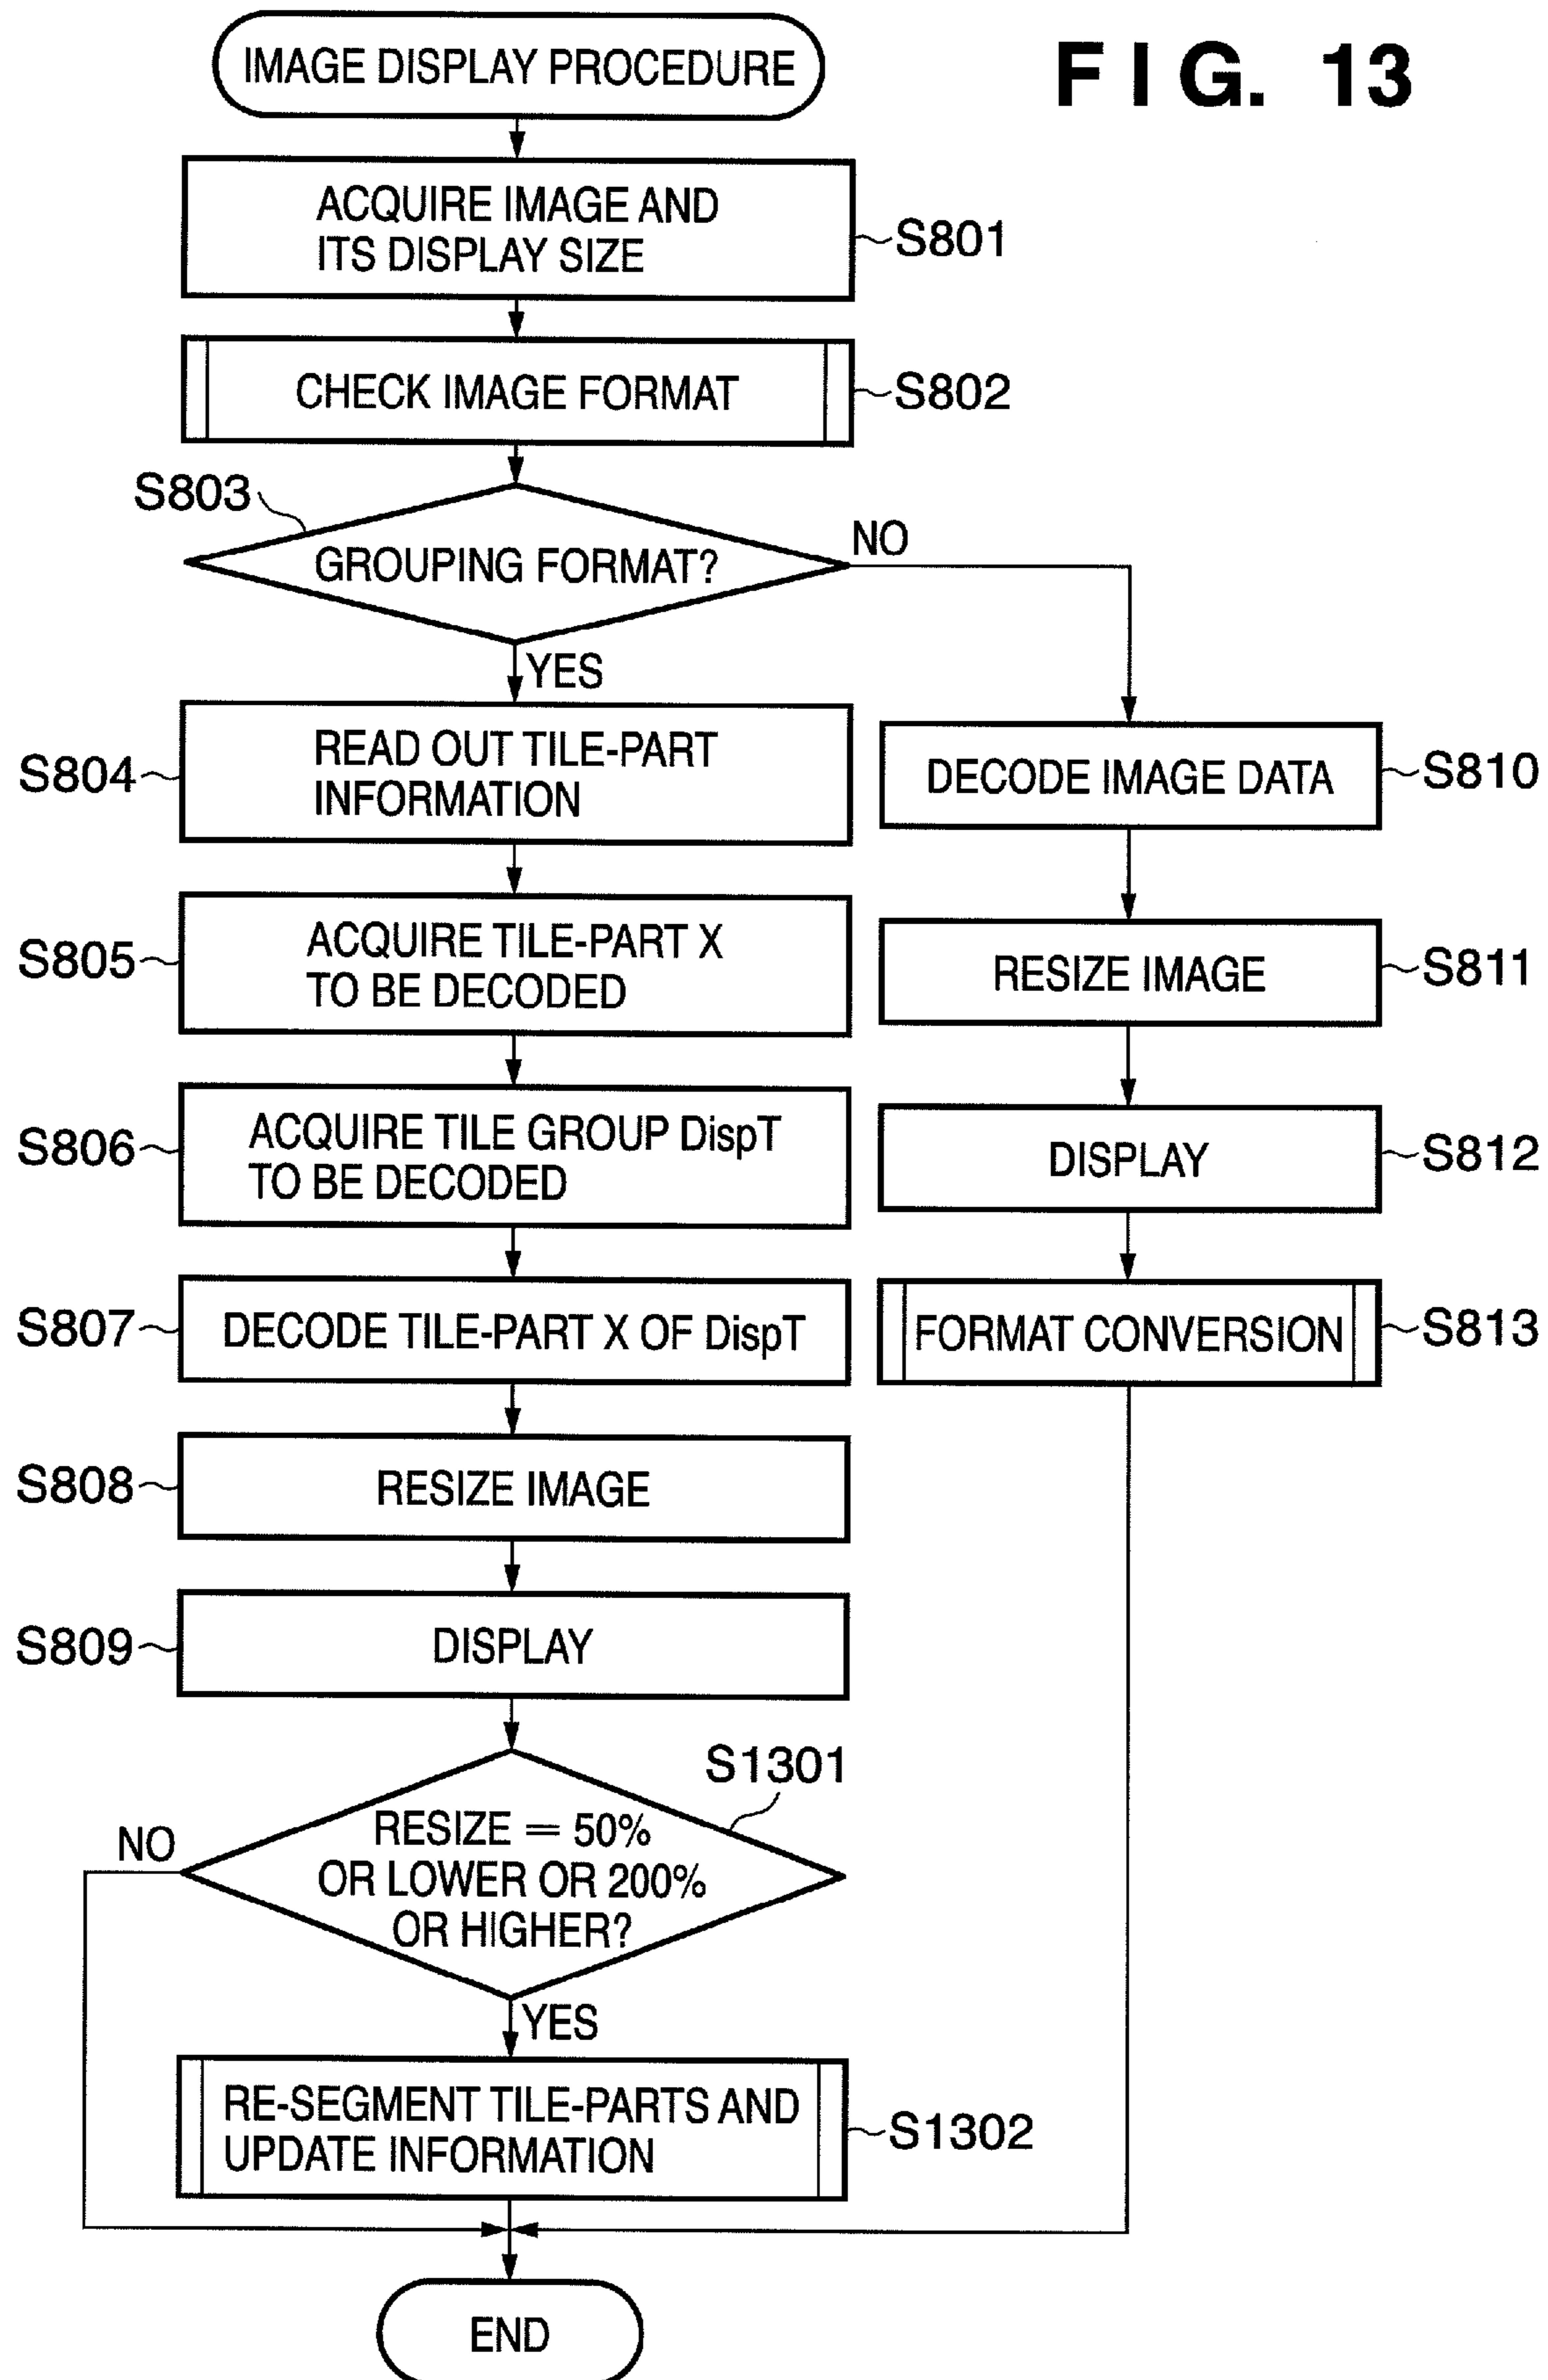 IMAGE DISPLAY PROCEDURE
FIG. 13
ACQUIRE IMAGE AND
ITS DISPLAY SIZE
S801
CHECK IMAGE FORMAT
S802
S803
GROUPING FORMAT?
NO
YES
READ OUT TILE-PART
INFORMATION
S804
ACQUIRE TILE-PART X
TO BE DECODED
S805
ACQUIRE TILE GROUP DispT
TO BE DECODED
S806
DECODE TILE-PART X OF DispT
S807
RESIZE IMAGE
S808
DISPLAY
S809
S1301
RESIZE = 50%
OR LOWER OR 200%
OR HIGHER?
NO
YES
RE-SEGMENT TILE-PARTS AND
UPDATE INFORMATION
S1302
DECODE IMAGE DATA
S810
RESIZE IMAGE
S811
DISPLAY
S812
FORMAT CONVERSION
S813
END